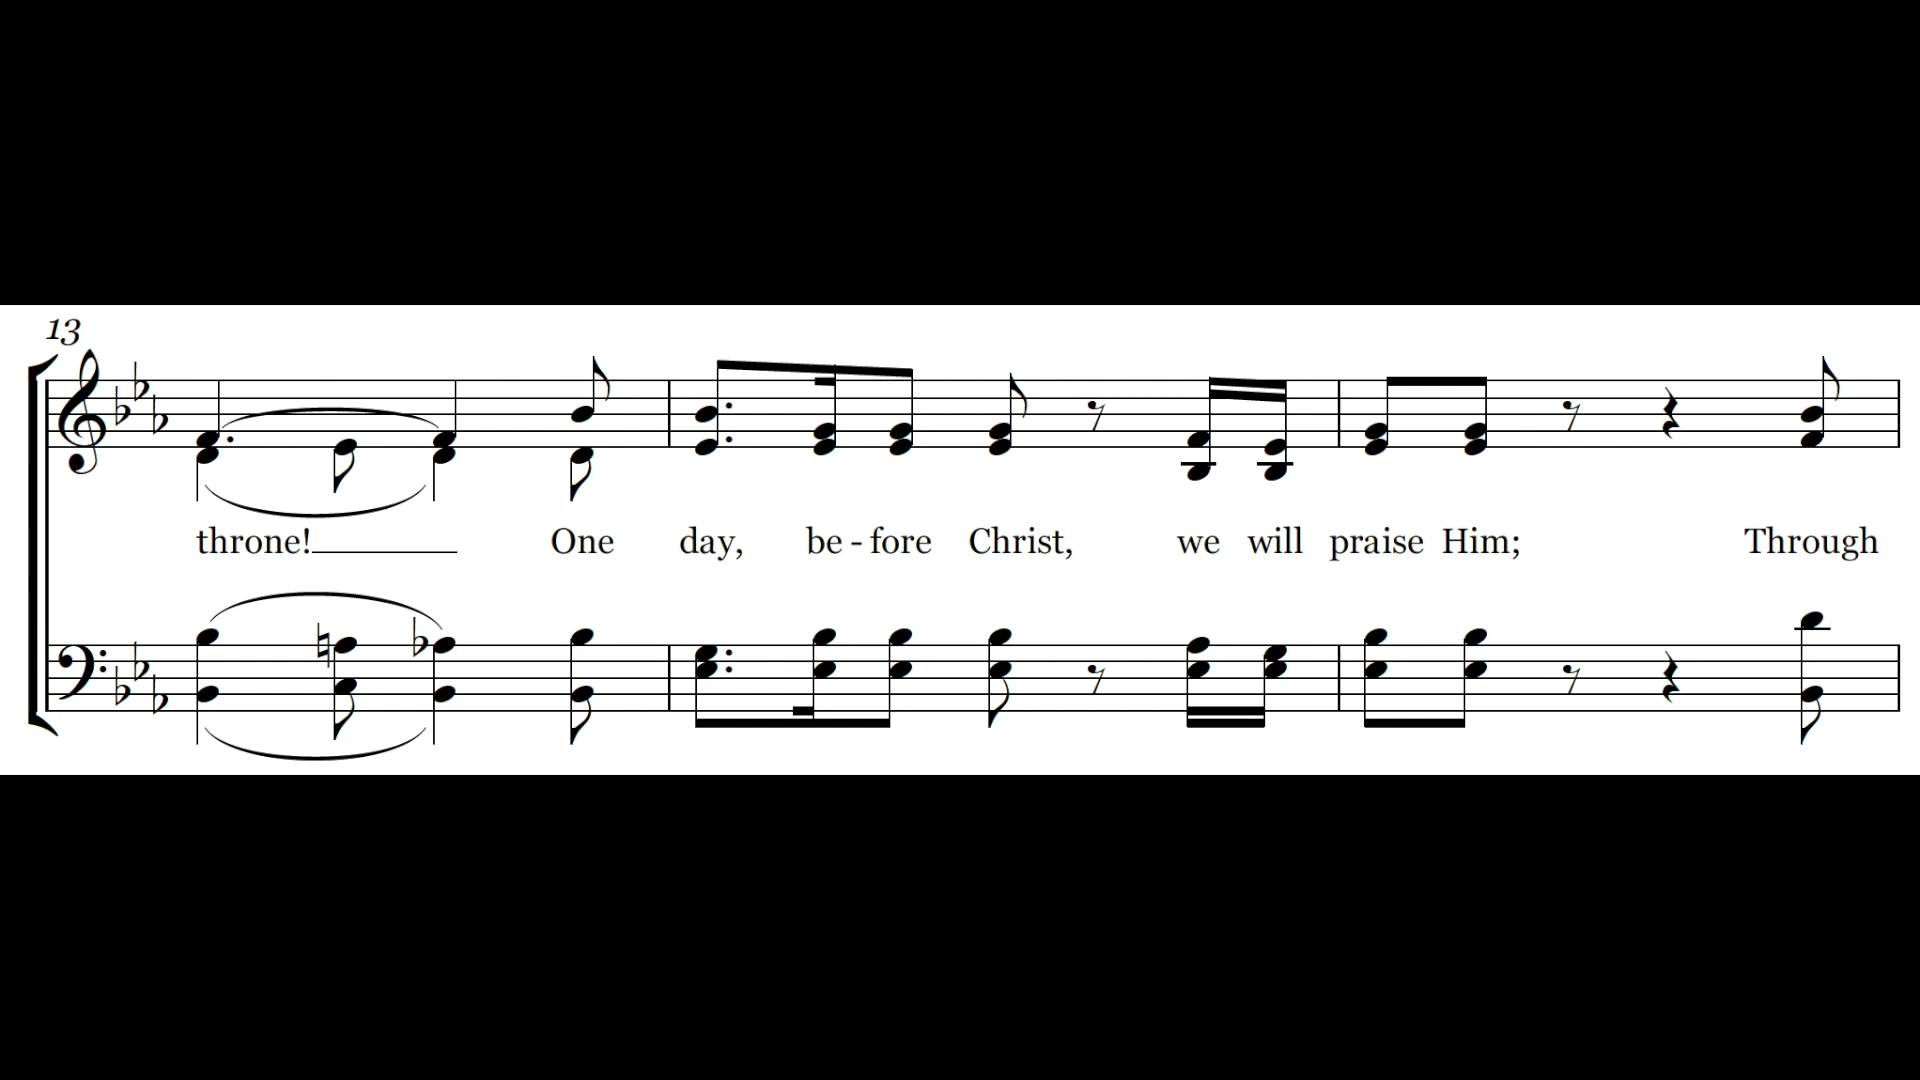 13
throne! One day, be - fore Christ, we will praise Him; Through